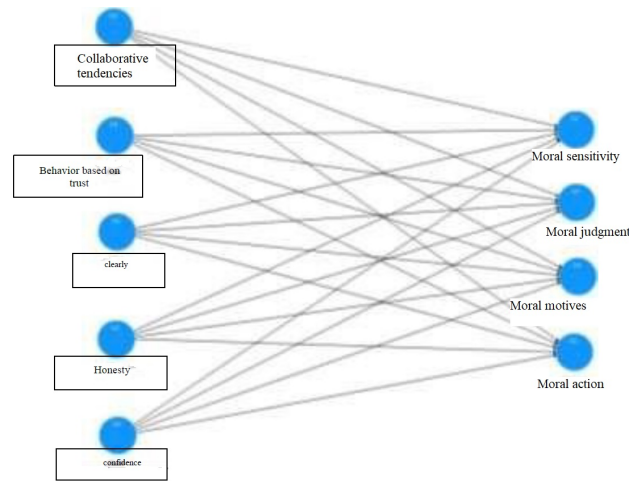 Collaborative
tendencies
Behavior based on
trust
clearly
Honesty
confidence
Moral sensitivity
Moral judgment
Moral motives
Moral action